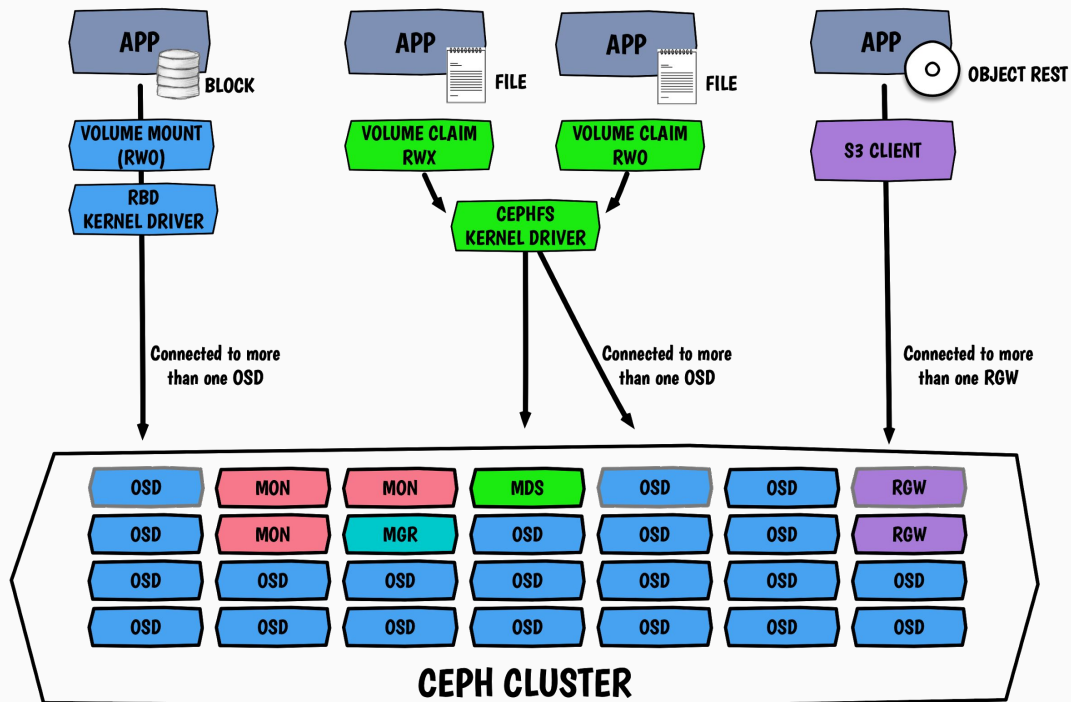 APP
BLOCK
VOLUME MOUNT
(RWO)
RBD
KERNEL DRIVER
Connected to more
than one OSD
APP
FILE
VOLUME CLAIM
RWX
APP
FILE
VOLUME CLAIM
RWO
CEPHFS
KERNEL DRIVER
Connected to more
than one OSD
APP
OBJECT REST
S3 CLIENT
Connected to more
than one RGW
OSD MON MON MDS OSD OSD RGW
OSD MON MGR OSD OSD OSD RGW
OSD OSD OSD OSD OSD OSD OSD
OSD OSD OSD OSD OSD OSD OSD
CEPH CLUSTER